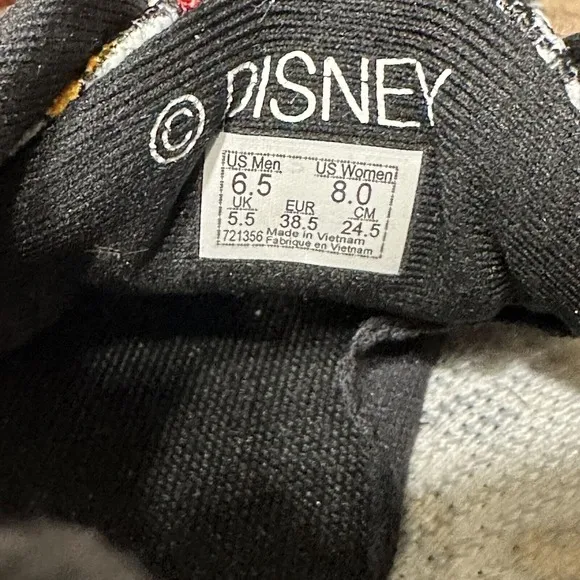 © DISNEY
US Men US Women
6.5 8.0
UK EUR CM
5.5 38.5 24.5
721356 Made in Vietnam
Fabriqué en Vietnam